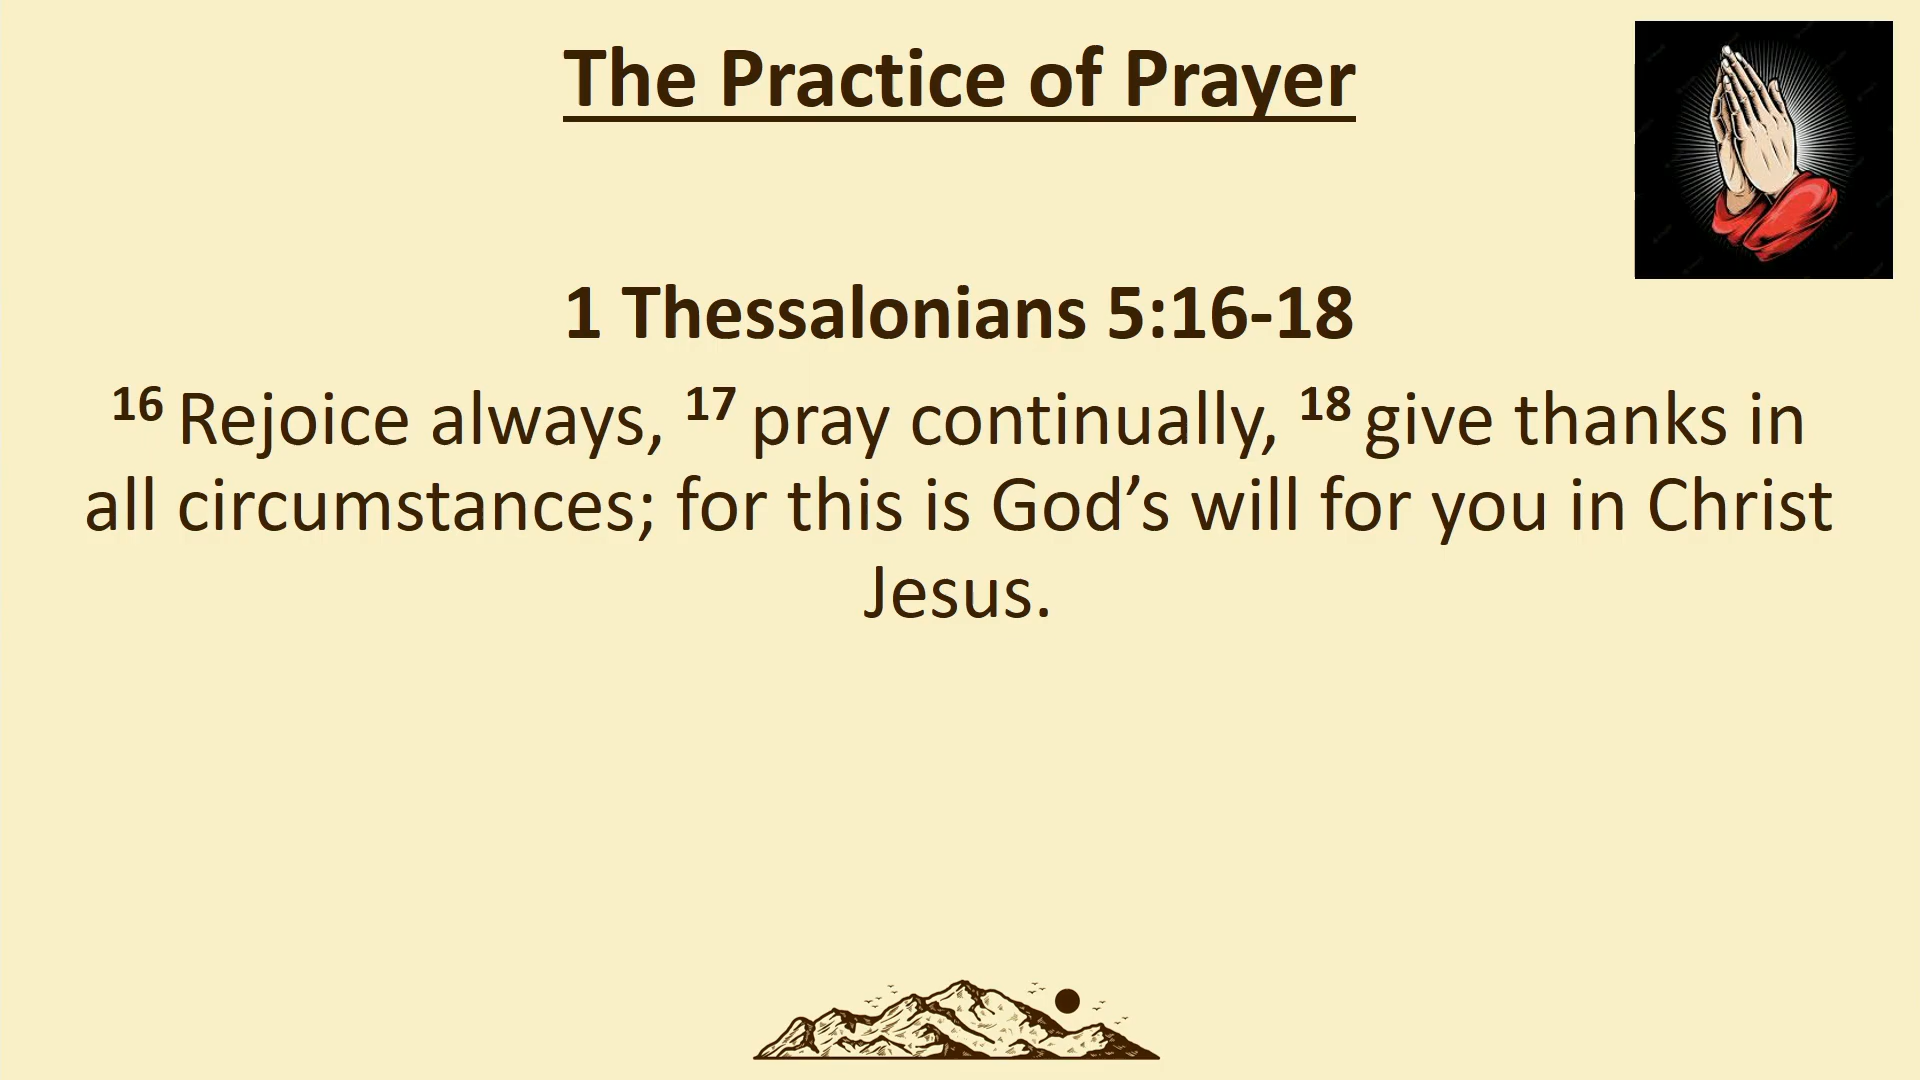 The Practice of Prayer
1 Thessalonians 5:16-18
16 Rejoice always, 17 pray continually, 18 give thanks in
all circumstances; for this is God’s will for you in Christ
Jesus.